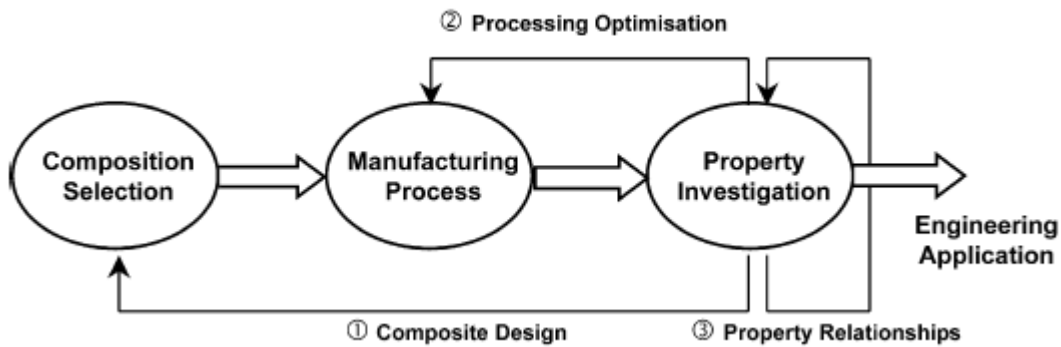 ② Processing Optimisation
Composition
Selection
Manufacturing
Process
Property
Investigation
Engineering
Application
① Composite Design
③ Property Relationships